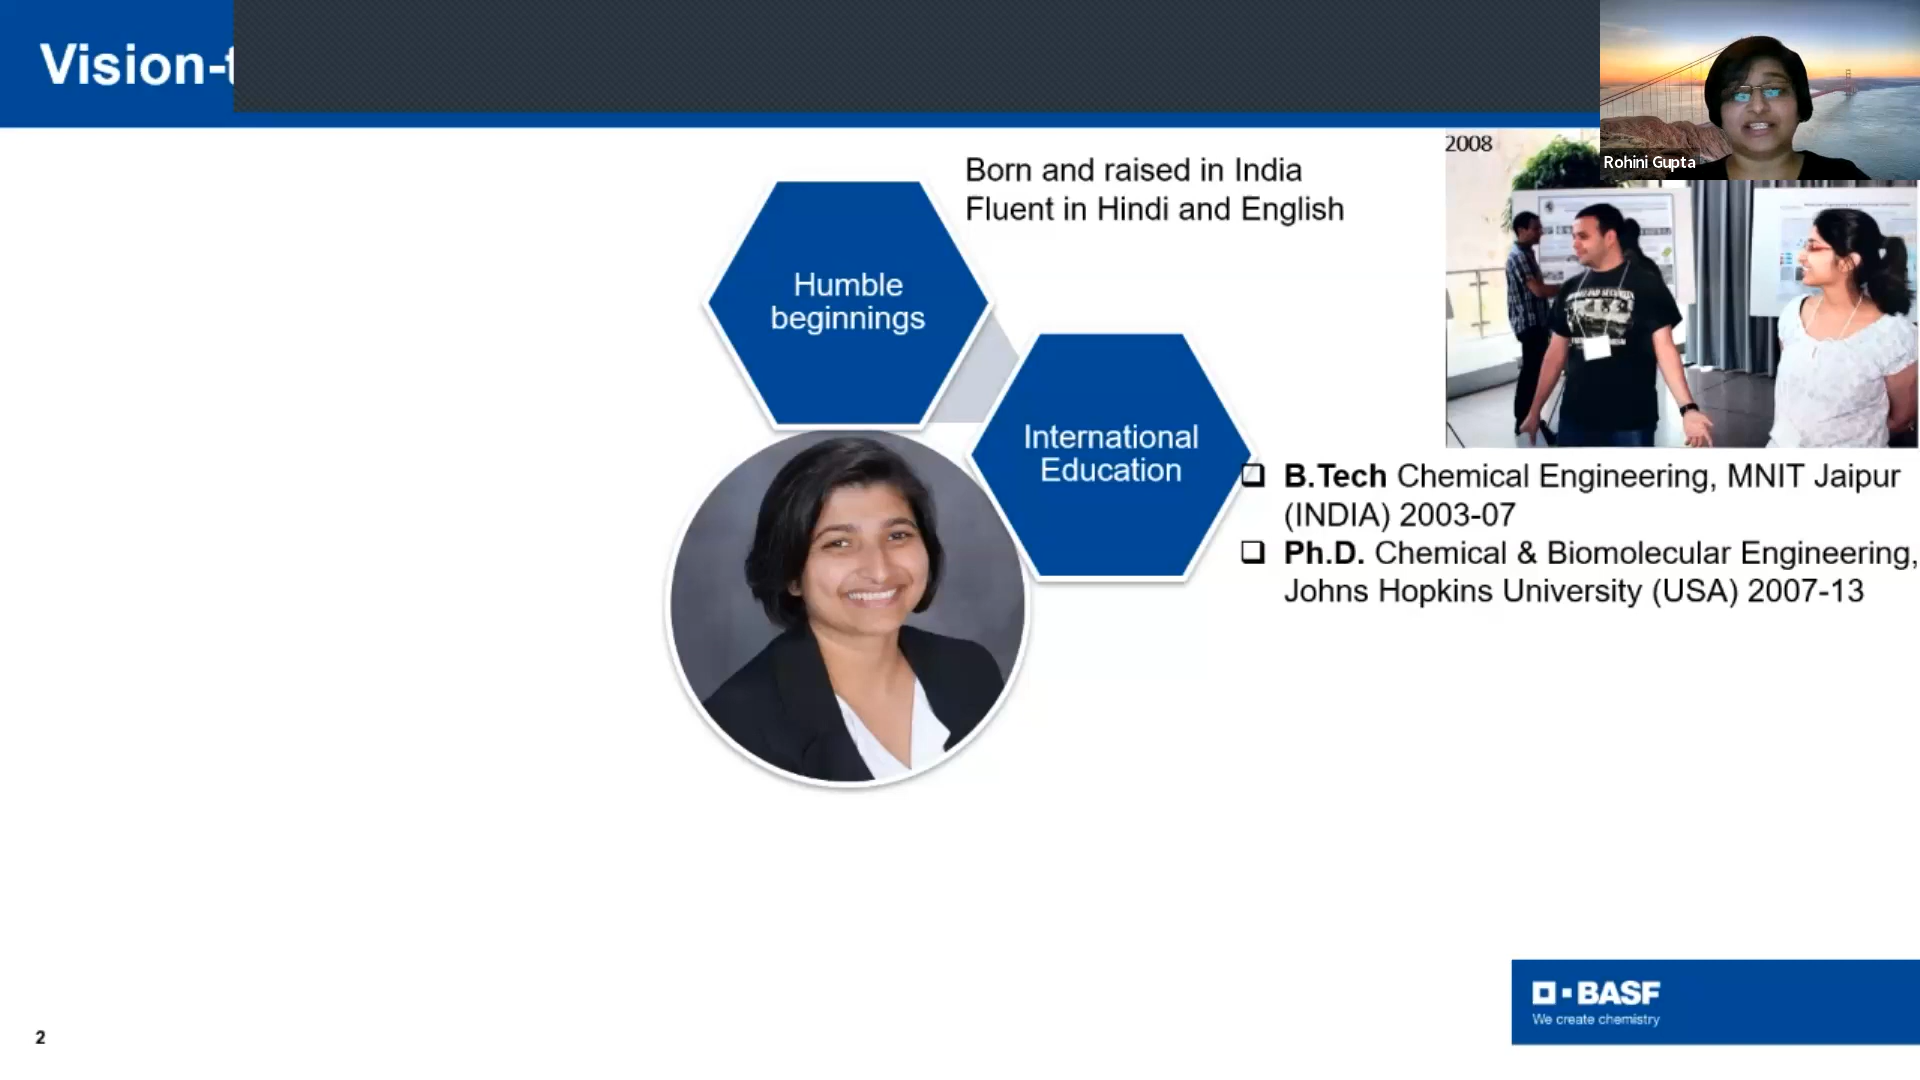 Vision-
Rohini Gupta
2008
Born and raised in India
Fluent in Hindi and English
Humble
beginnings
International
Education
B.Tech Chemical Engineering, MNIT Jaipur
(INDIA) 2003-07
Ph.D. Chemical & Biomolecular Engineering,
Johns Hopkins University (USA) 2007-13
BASF
We create chemistry
2